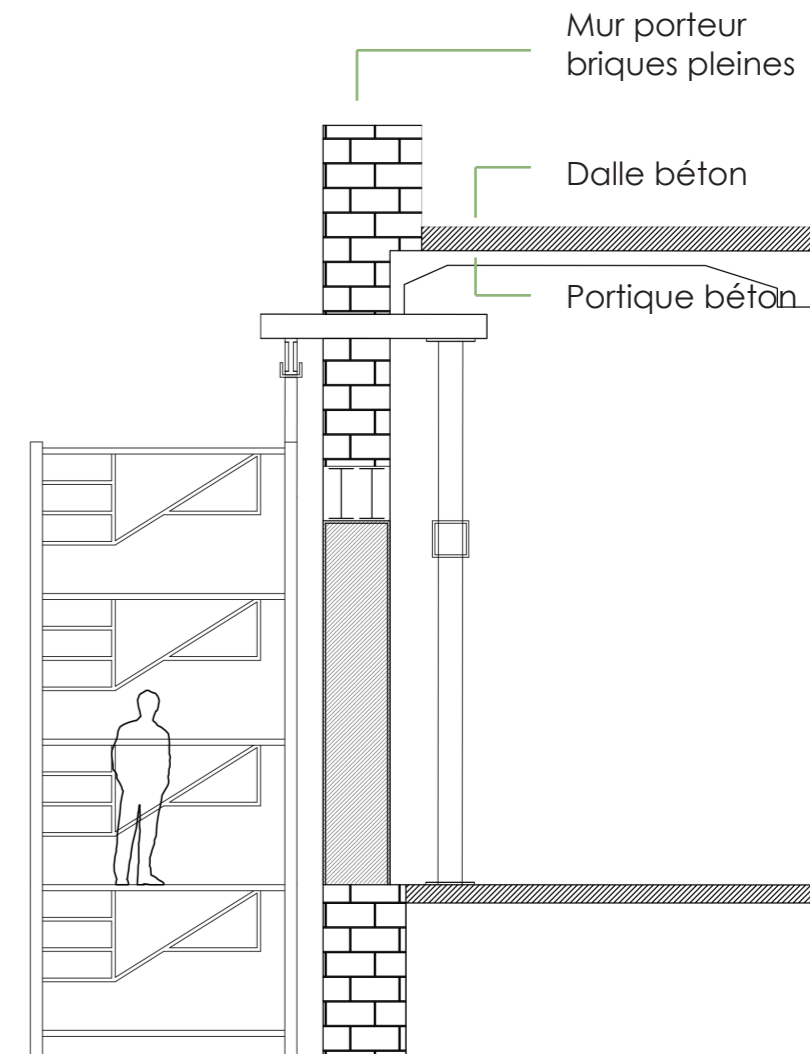 Mur porteur
briques pleines
Dalle béton
Portique béton